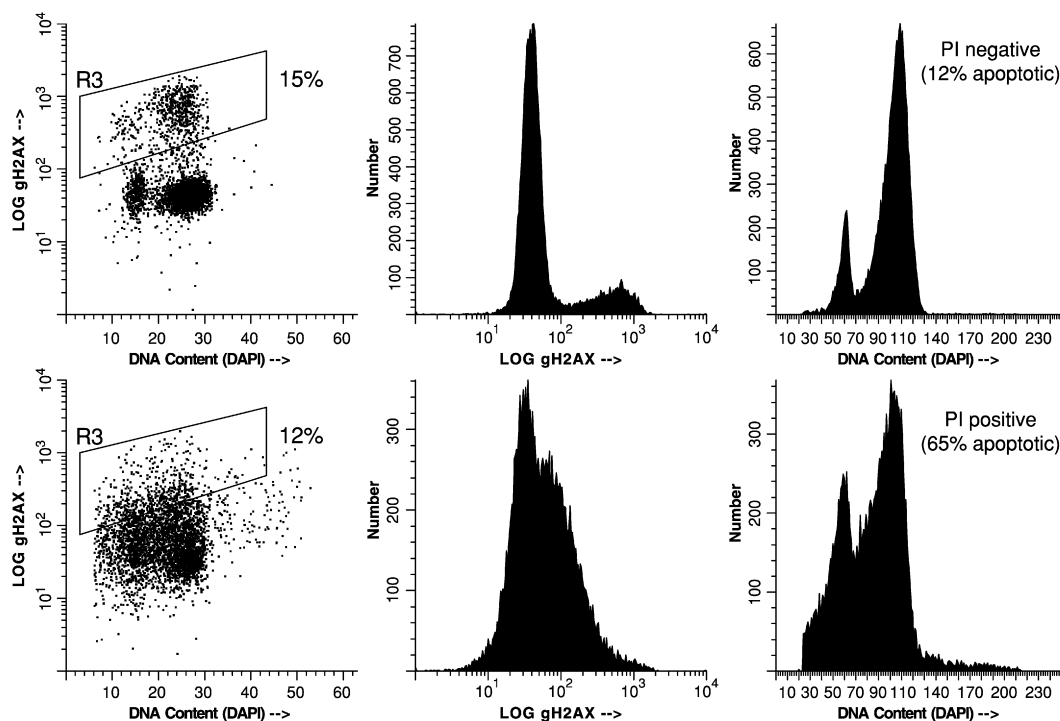 R3
15%
LOG gH2AX -->
10^4
10^3
10^2
10^1
10 20 30 40 50 60
DNA Content (DAPI) -->
Number
700
600
500
400
300
200
100
10^1 10^2 10^3 10^4
LOG gH2AX -->
PI negative
(12% apoptotic)
Number
600
500
400
300
200
100
10 30 50 70 90 110 140 170 200 230
DNA Content (DAPI) -->
R3
12%
LOG gH2AX -->
10^4
10^3
10^2
10^1
10 20 30 40 50 60
DNA Content (DAPI) -->
Number
300
200
100
10^1 10^2 10^3 10^4
LOG gH2AX -->
PI positive
(65% apoptotic)
Number
300
200
100
10 30 50 70 90 110 140 170 200 230
DNA Content (DAPI) -->